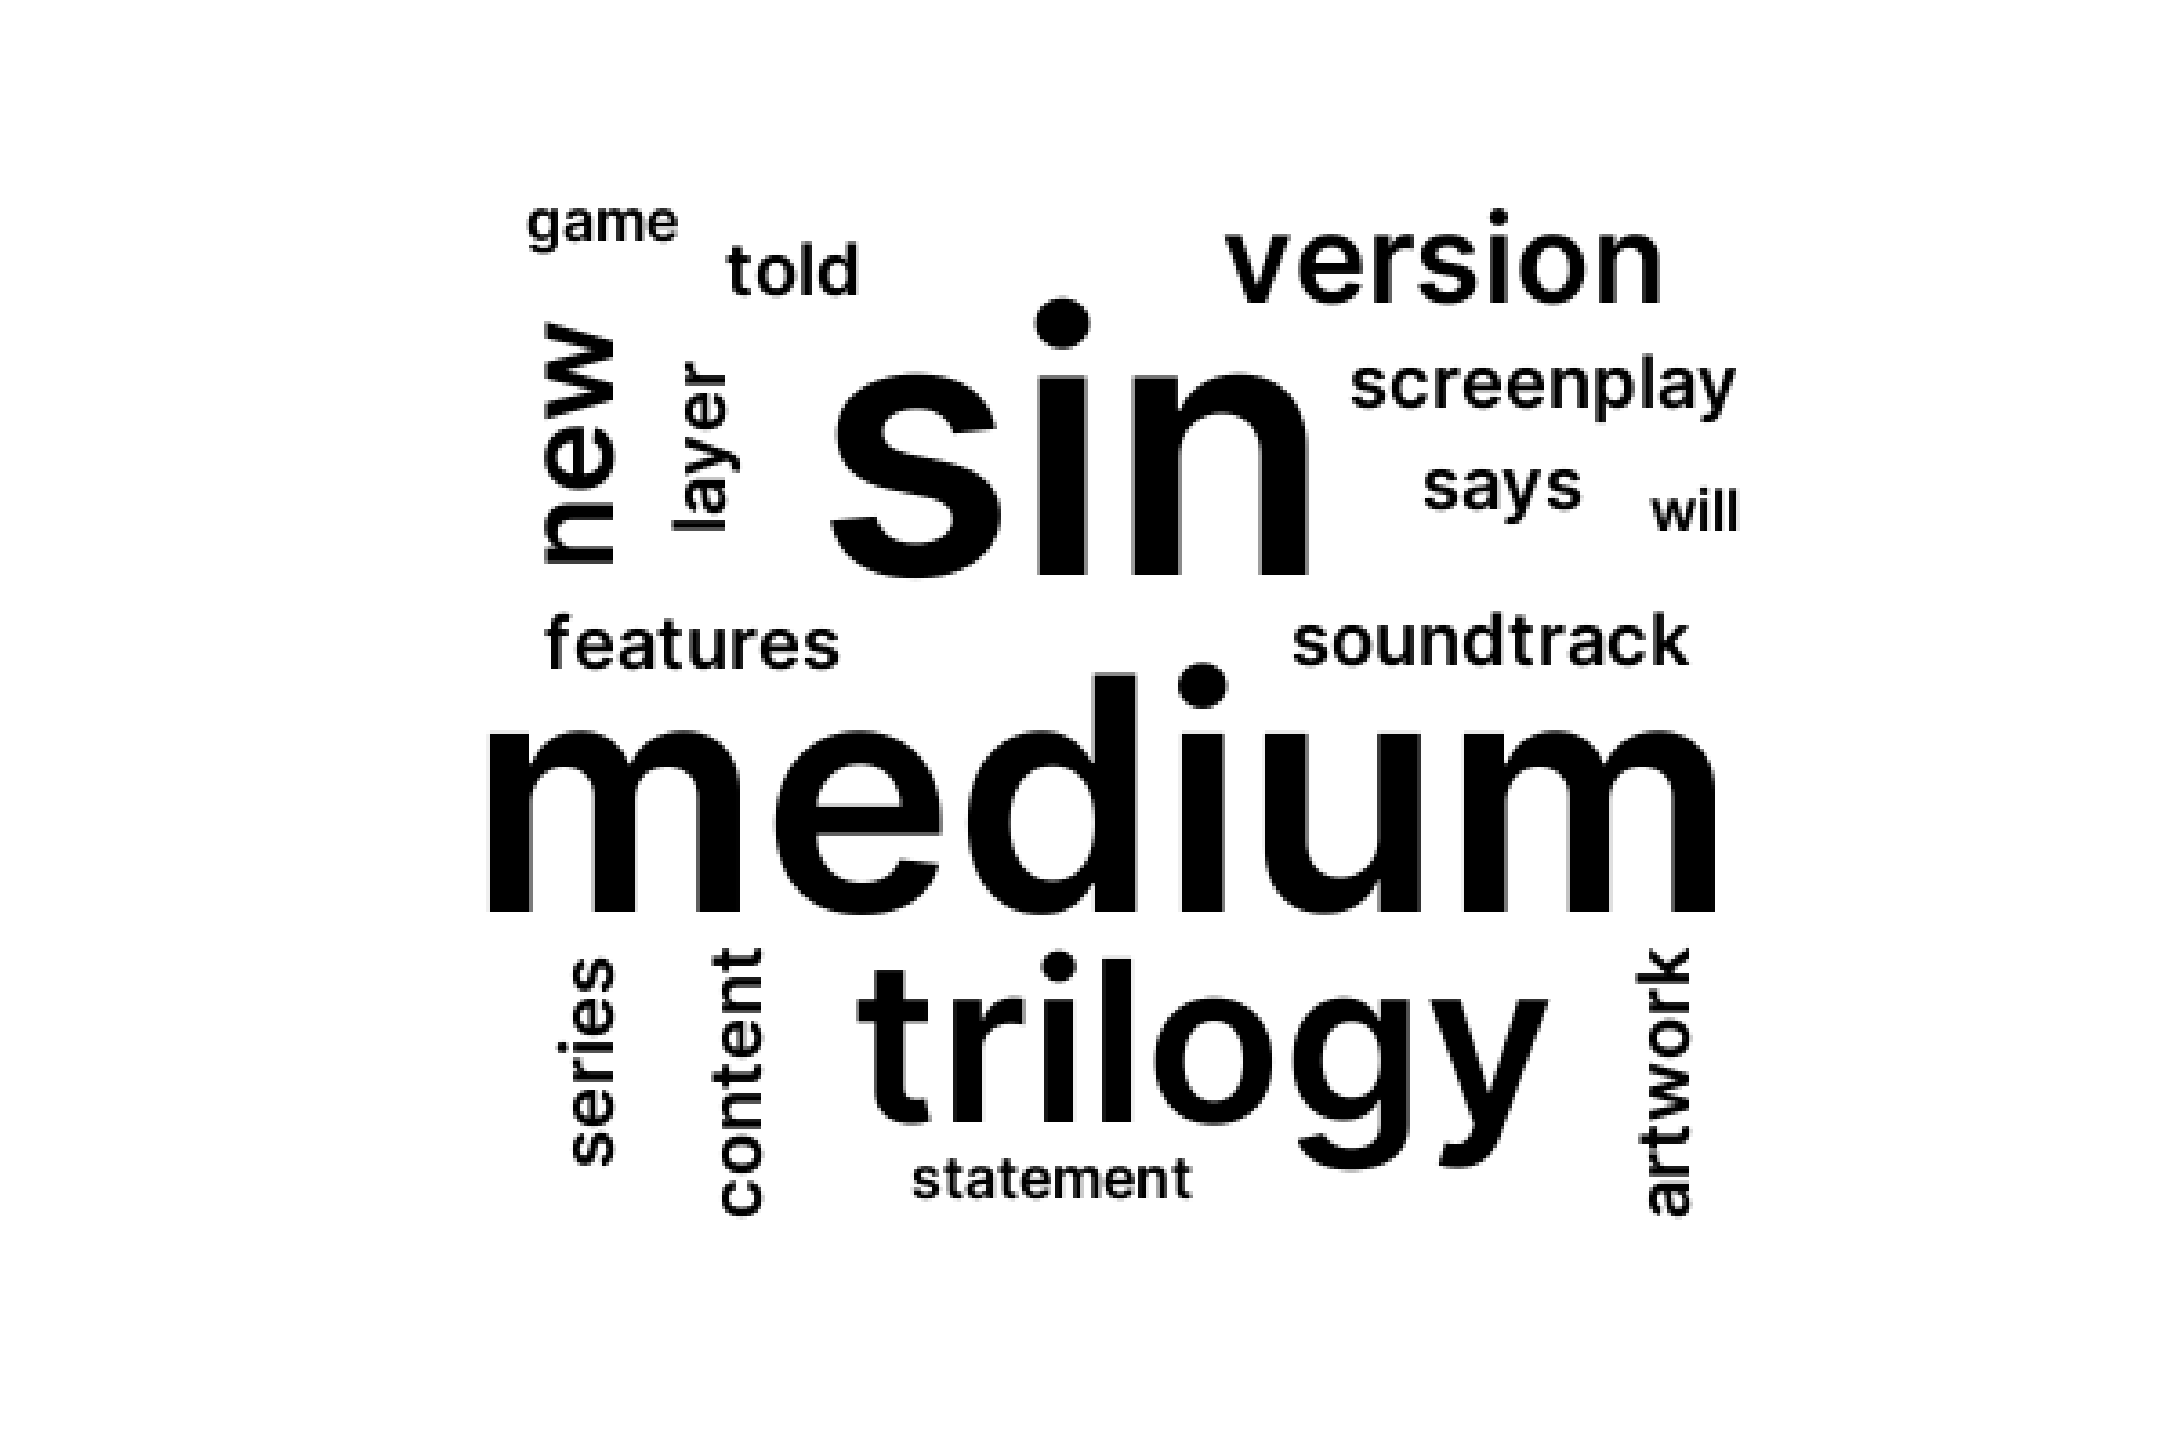 game
told
version
new
layer
sin
screenplay
says
will
features
soundtrack
medium
series
content
trilogy
artwork
statement